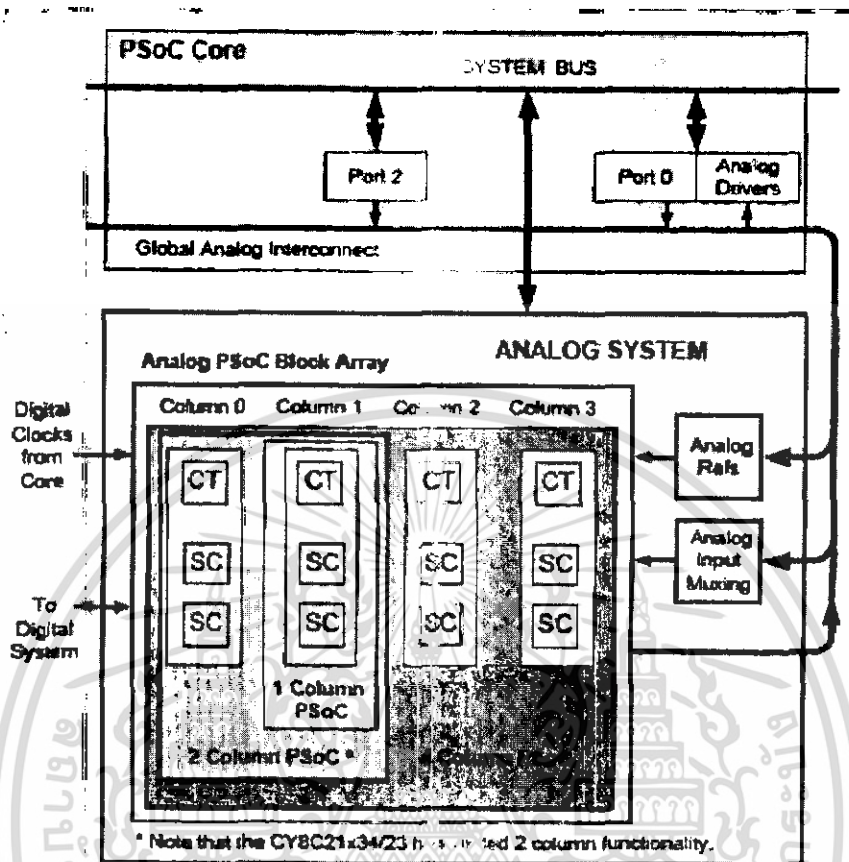 PSoC Core
SYSTEM BUS
Port 2
Port 0
Analog
Drivers
Global Analog Interconnect
ANALOG SYSTEM
Analog PSoC Block Array
Digital
Clocks
from
Core
Column 0 Column 1 Column 2 Column 3
CT CT CT CT
SC SC SC SC
SC SC SC SC
Analog
Refs
Analog
Input
Muxing
To
Digital
System
1 Column
PSoC
2 Column PSoC *
* Note that the CY8C21x34/23 2 column functionality.